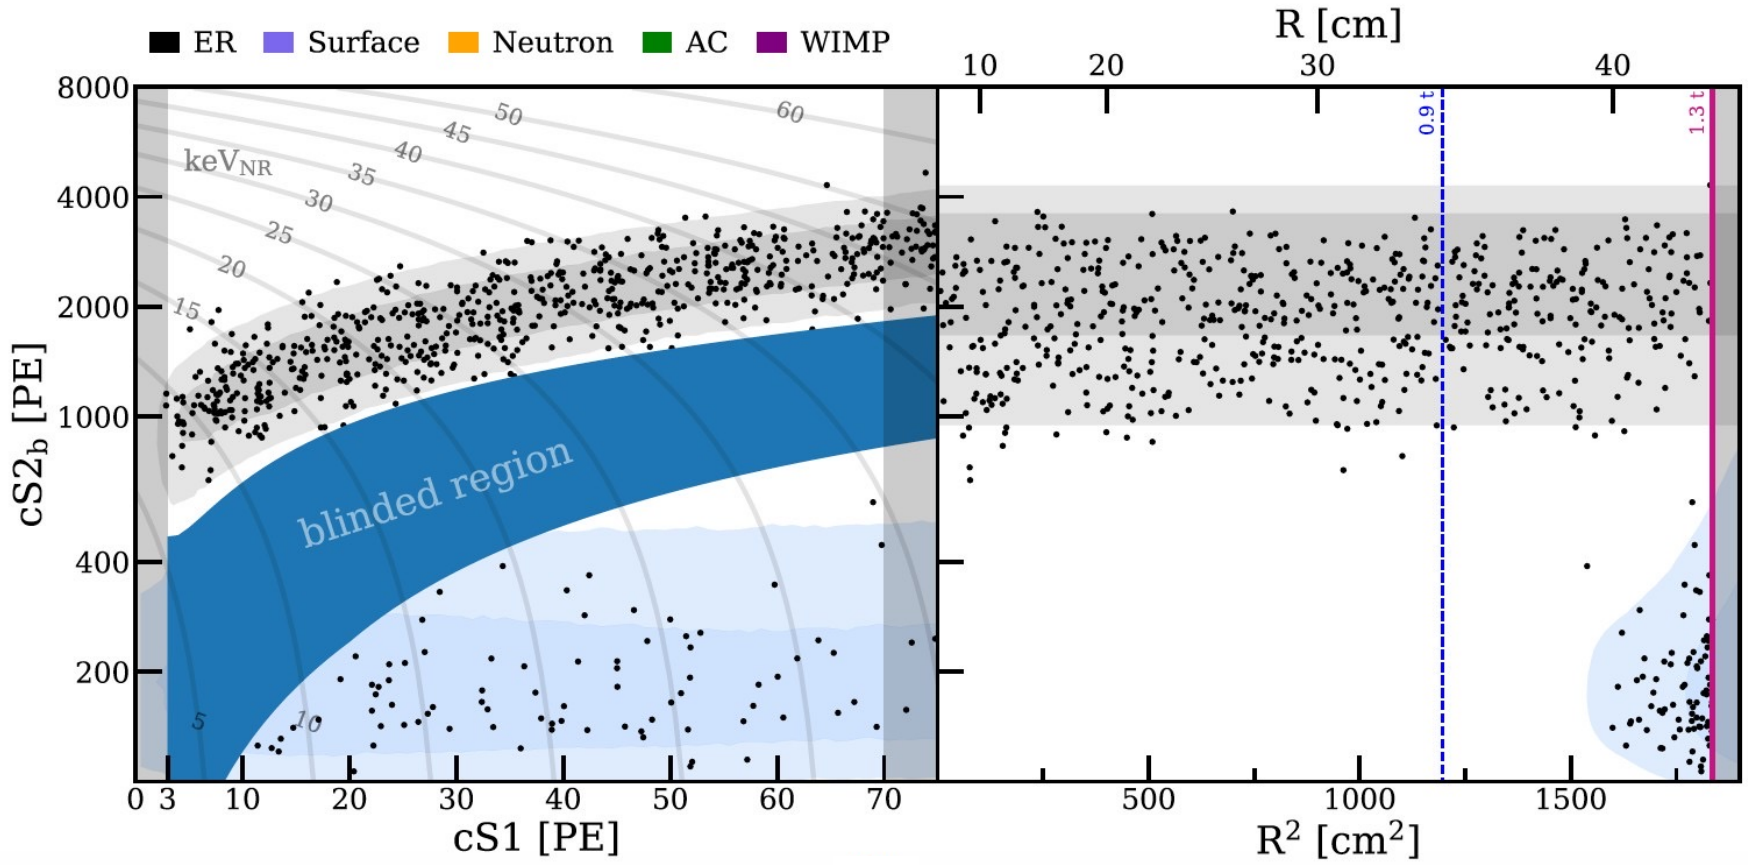 ER Surface Neutron AC WIMP
R [cm]
10 20 30 40
8000
4000
2000
1000
400
200
cS2b [PE]
keVNR
50
60
45
40
35
30
25
20
15
5
10
blinded region
0.9 t
1.3 t
0 3 10 20 30 40 50 60 70
cS1 [PE]
500 1000 1500
R² [cm²]